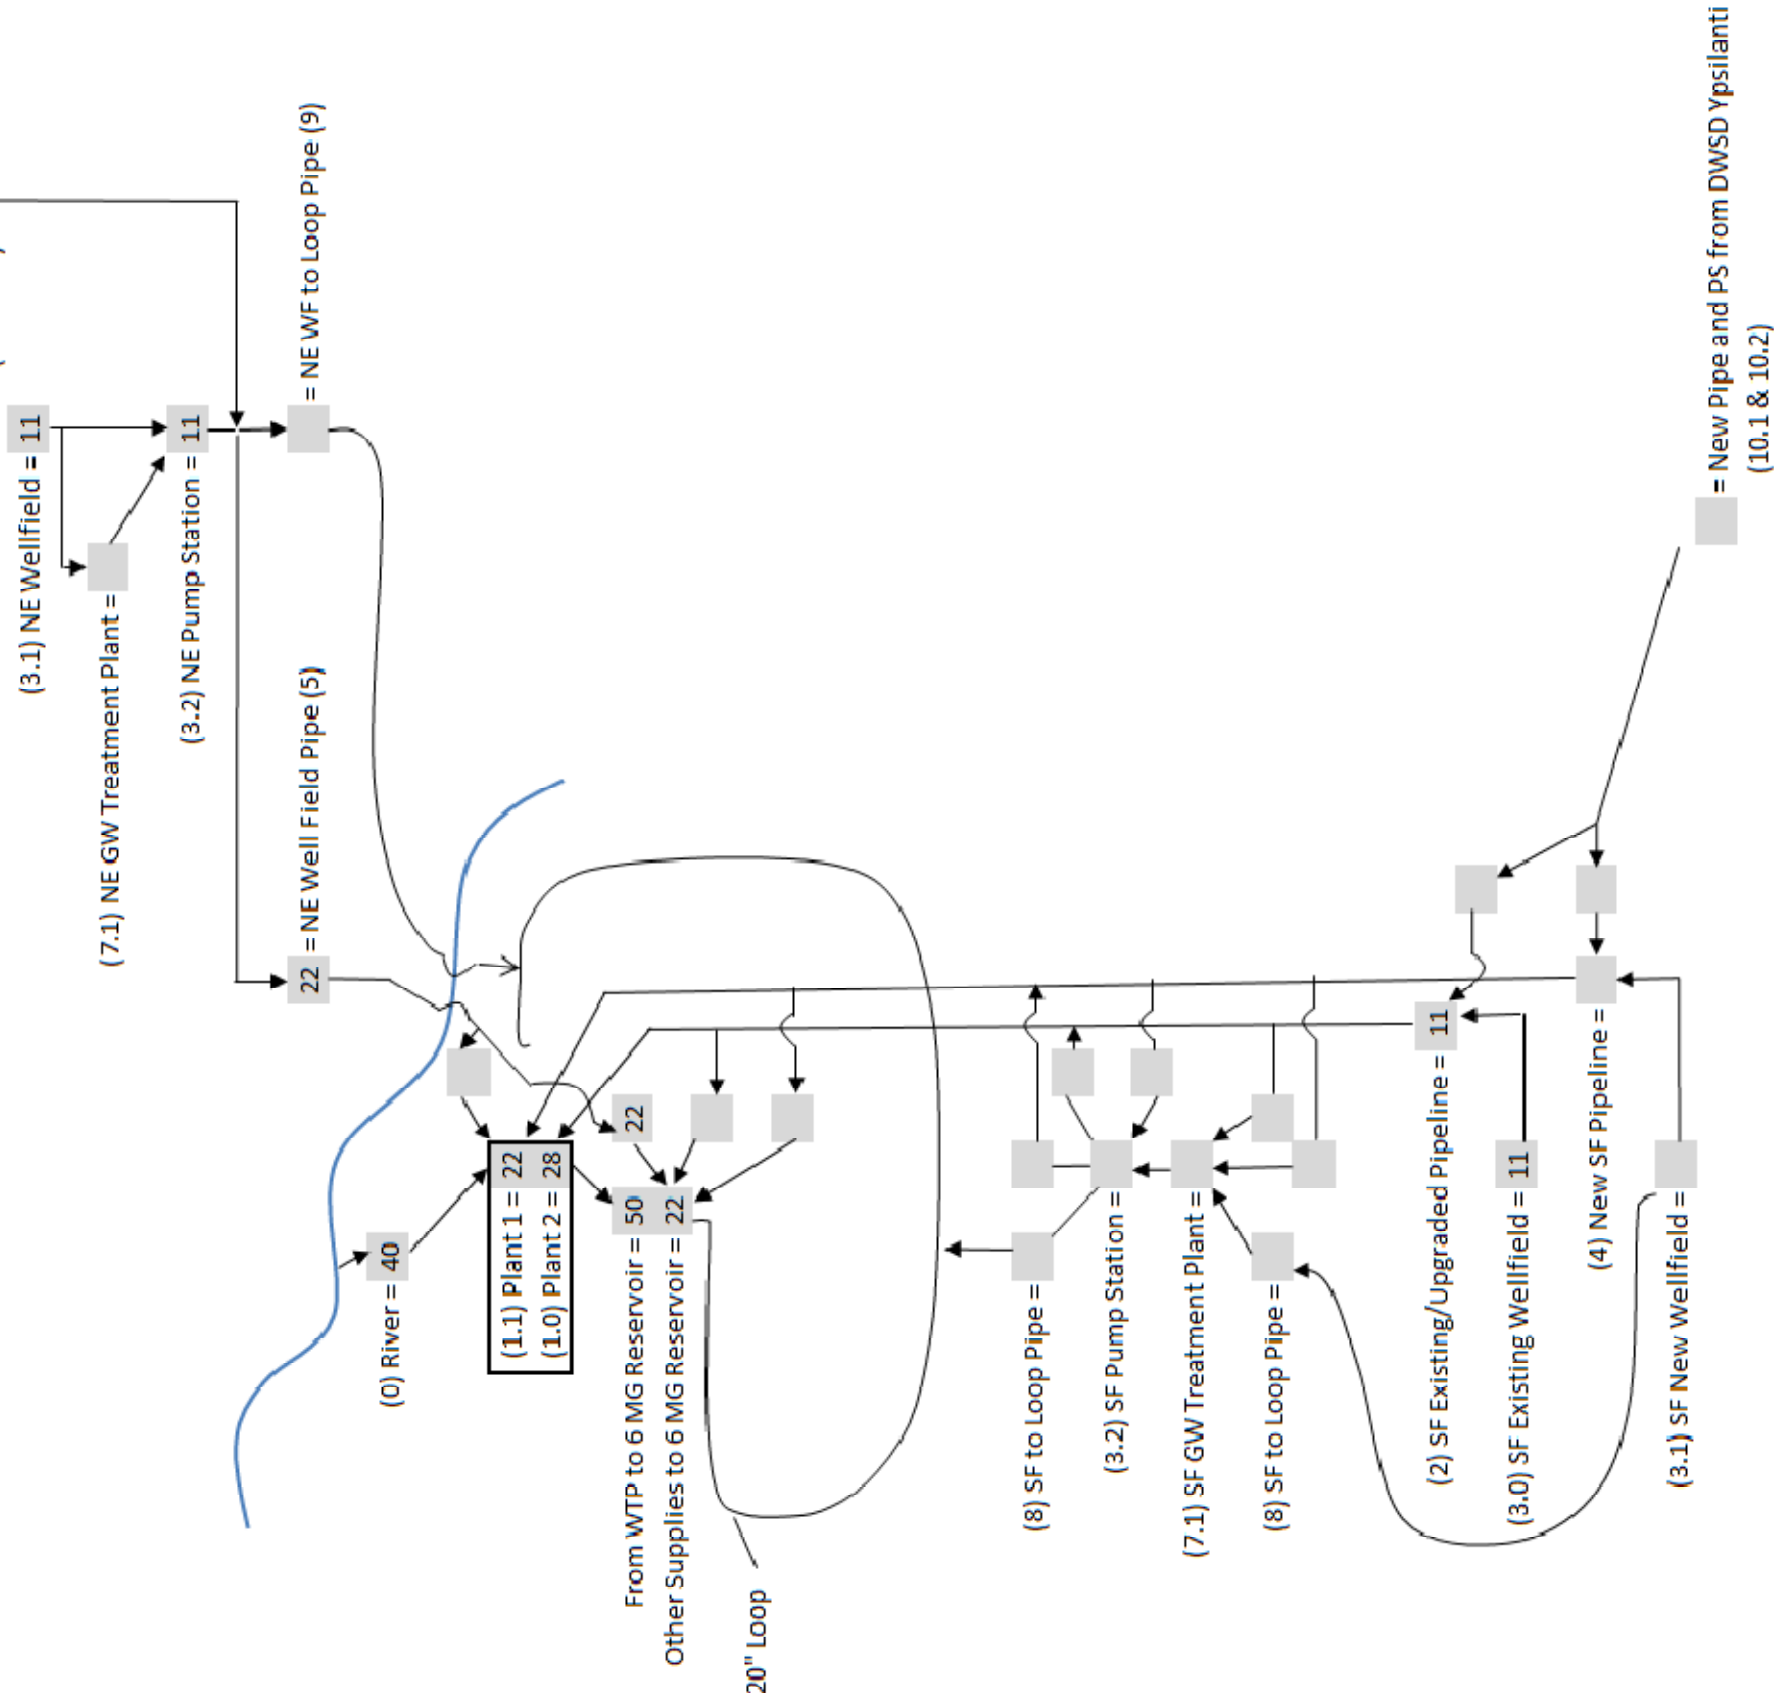 (3.1) NE Wellfield = 11
(7.1) NE GW Treatment Plant =
(3.2) NE Pump Station = 11
= NE WF to Loop Pipe (9)
22 = NE Well Field Pipe (5)
(0) River = 40
(1.1) Plant 1 = 22
(1.0) Plant 2 = 28
22
From WTP to 6 MG Reservoir = 50
Other Supplies to 6 MG Reservoir = 22
20" Loop
(8) SF to Loop Pipe =
(3.2) SF Pump Station =
(7.1) SF GW Treatment Plant =
(8) SF to Loop Pipe =
(2) SF Existing/Upgraded Pipeline = 11
(3.0) SF Existing Wellfield = 11
(4) New SF Pipeline =
(3.1) SF New Wellfield =
= New Pipe and PS from DWSD Ypsilanti
(10.1 & 10.2)